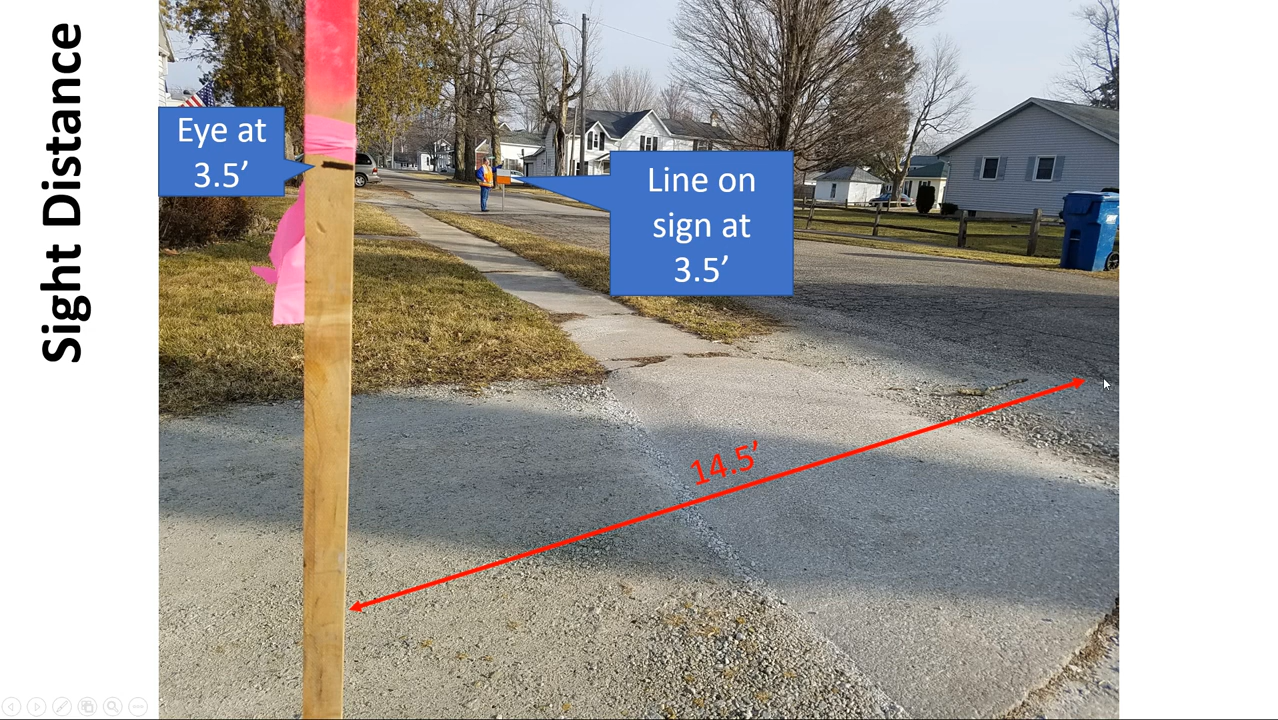 Sight Distance
Eye at
3.5’
Line on
sign at
3.5’
14.5’